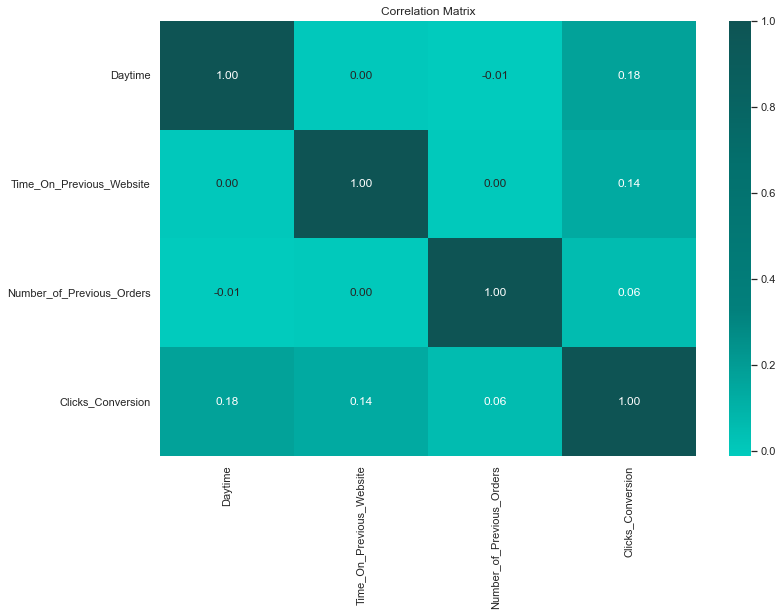 Correlation Matrix
Daytime 1.00 0.00 -0.01 0.18
Time_On_Previous_Website 0.00 1.00 0.00 0.14
Number_of_Previous_Orders -0.01 0.00 1.00 0.06
Clicks_Conversion 0.18 0.14 0.06 1.00
Daytime
Time_On_Previous_Website
Number_of_Previous_Orders
Clicks_Conversion
1.0
0.8
0.6
0.4
0.2
0.0